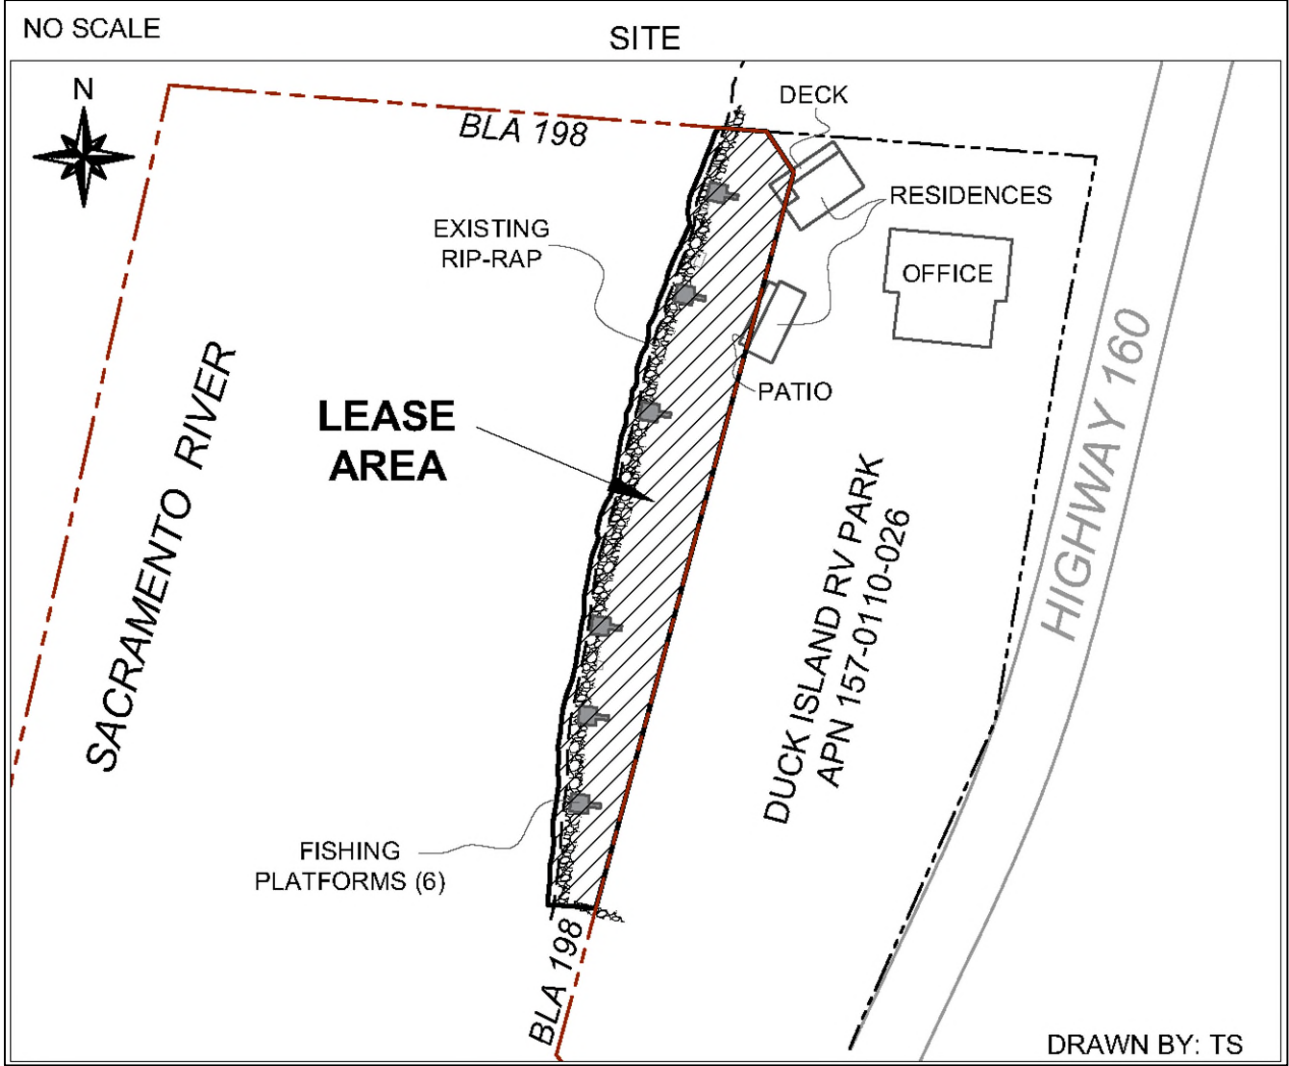 NO SCALE
SITE
N
DECK
BLA 198
RESIDENCES
EXISTING
RIP-RAP
OFFICE
PATIO
LEASE
AREA
SACRAMENTO RIVER
HIGHWAY 160
DUCK ISLAND RV PARK
APN 157-0110-026
FISHING
PLATFORMS (6)
BLA 198
DRAWN BY: TS